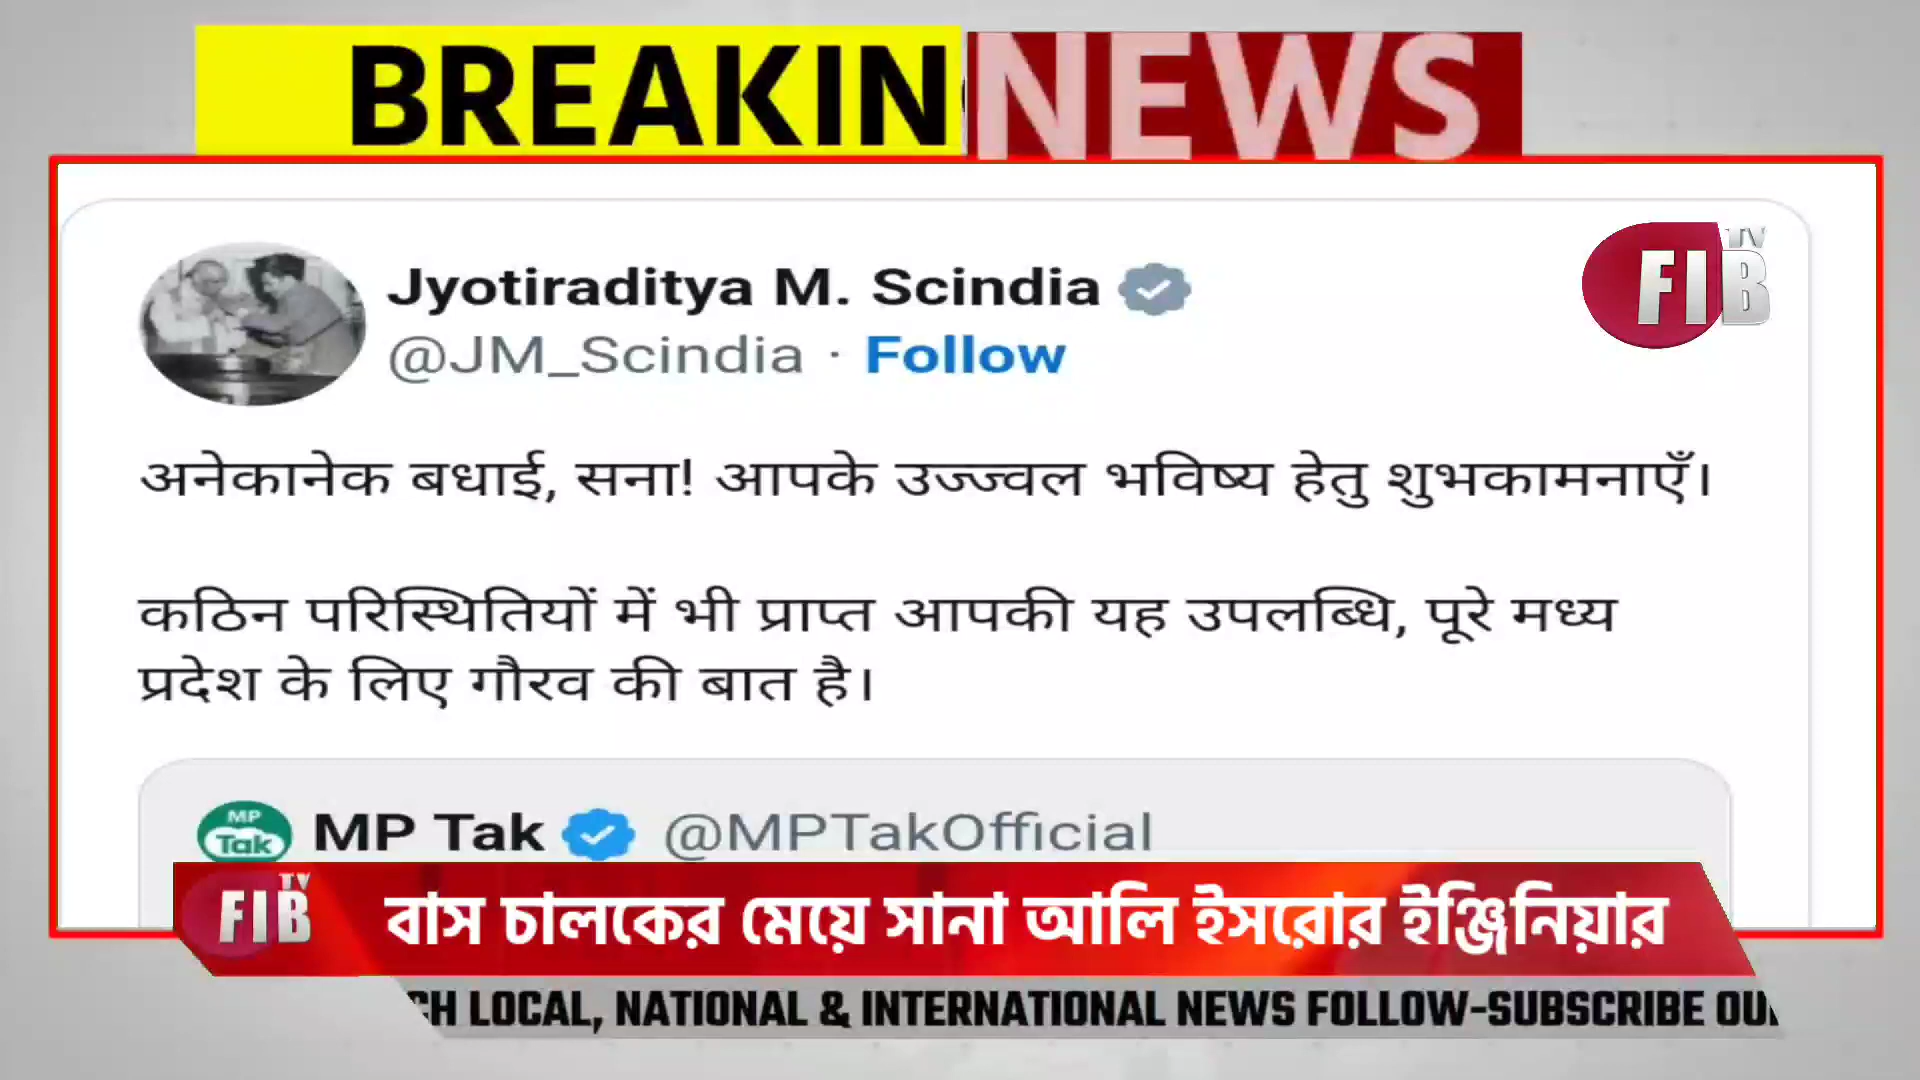 BREAKIN NEWS
Jyotiraditya M. Scindia
@JM_Scindia · Follow
TV
FIB
अनेकानेक बधाई, सना! आपके उज्ज्वल भविष्य हेतु शुभकामनाएँ।
कठिन परिस्थितियों में भी प्राप्त आपकी यह उपलब्धि, पूरे मध्य
प्रदेश के लिए गौरव की बात है।
MP
Tak
MP Tak @MPTakOfficial
TV
FIB
বাস চালকের মেয়ে সানা আলি ইসরোর ইঞ্জিনিয়ার
CH LOCAL, NATIONAL & INTERNATIONAL NEWS FOLLOW-SUBSCRIBE OU